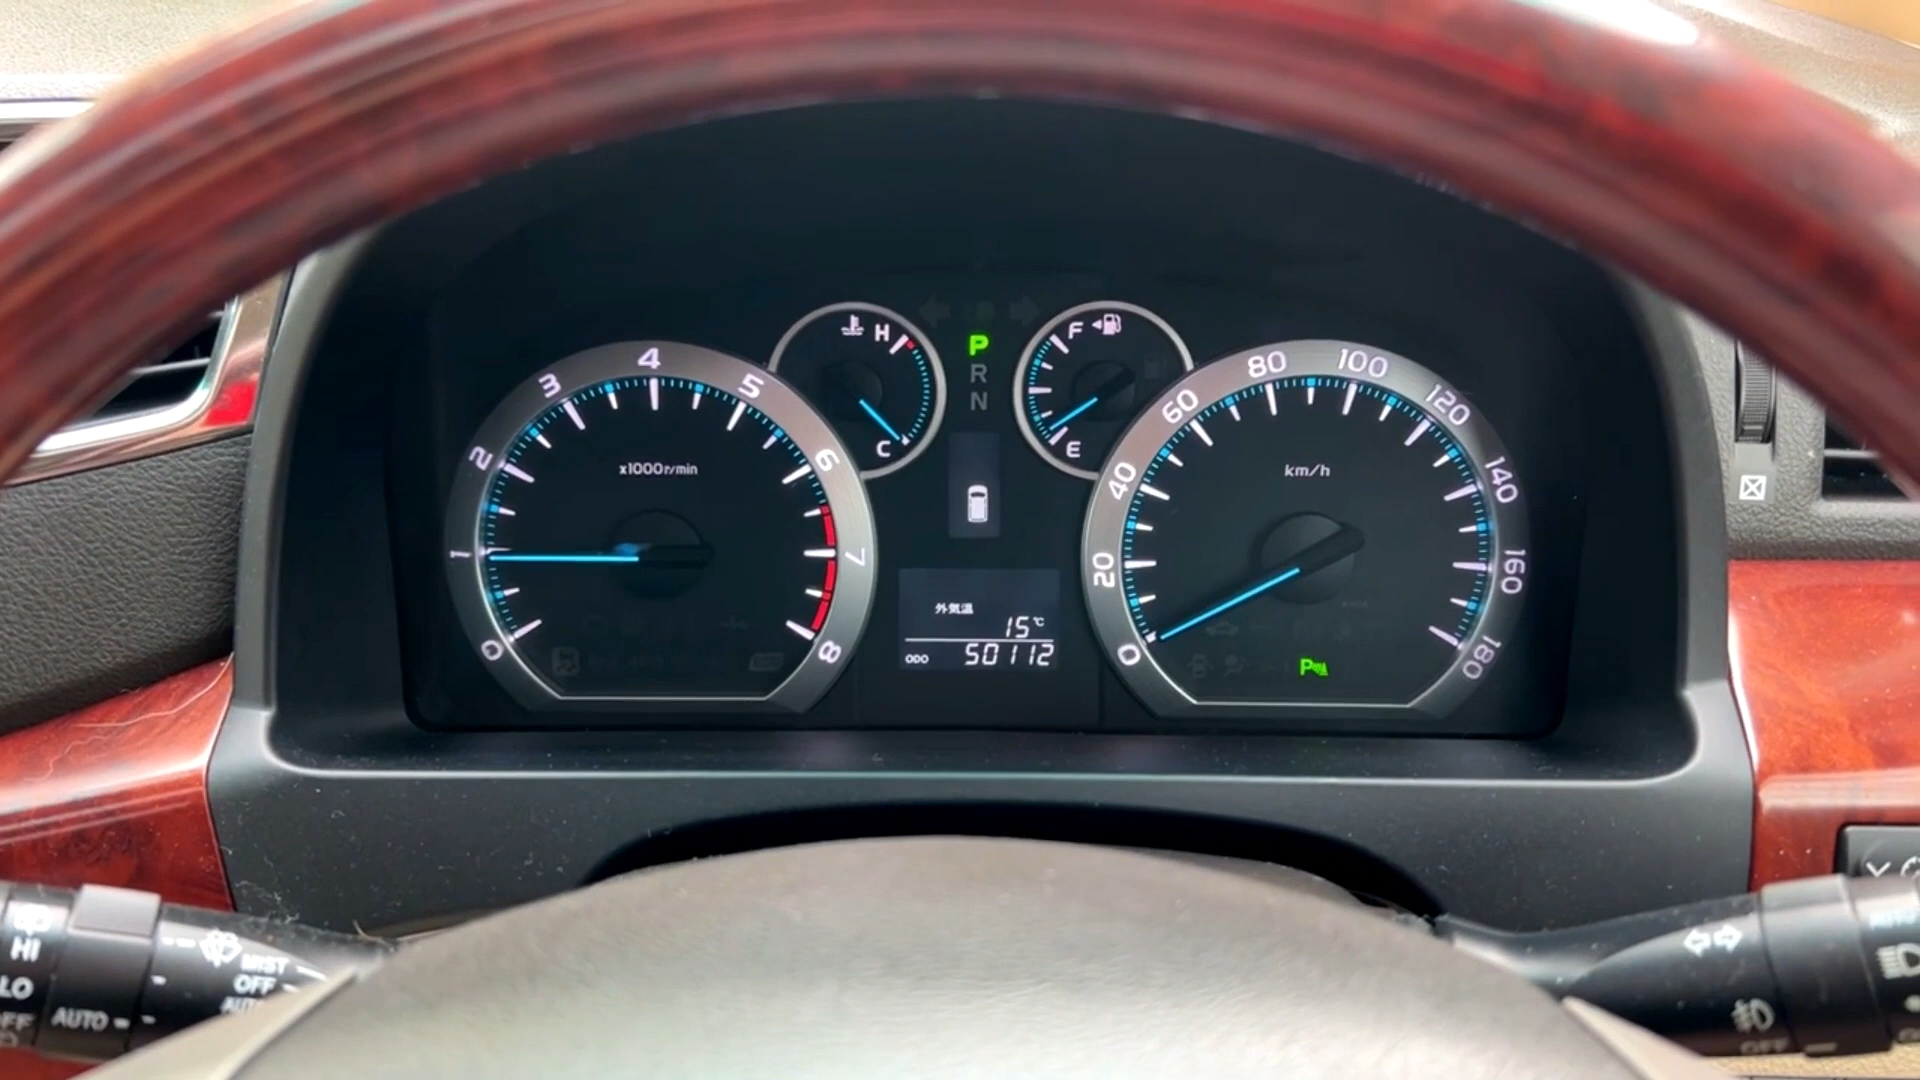 4
3
5
2
6
1
7
0
8
x1000r/min
H
C
P
R
N
F
E
外気温
15℃
ODO 50112
80
100
60
120
40
140
20
160
0
180
km/h
P
HI
LO
AUTO
MIST
OFF
OFF